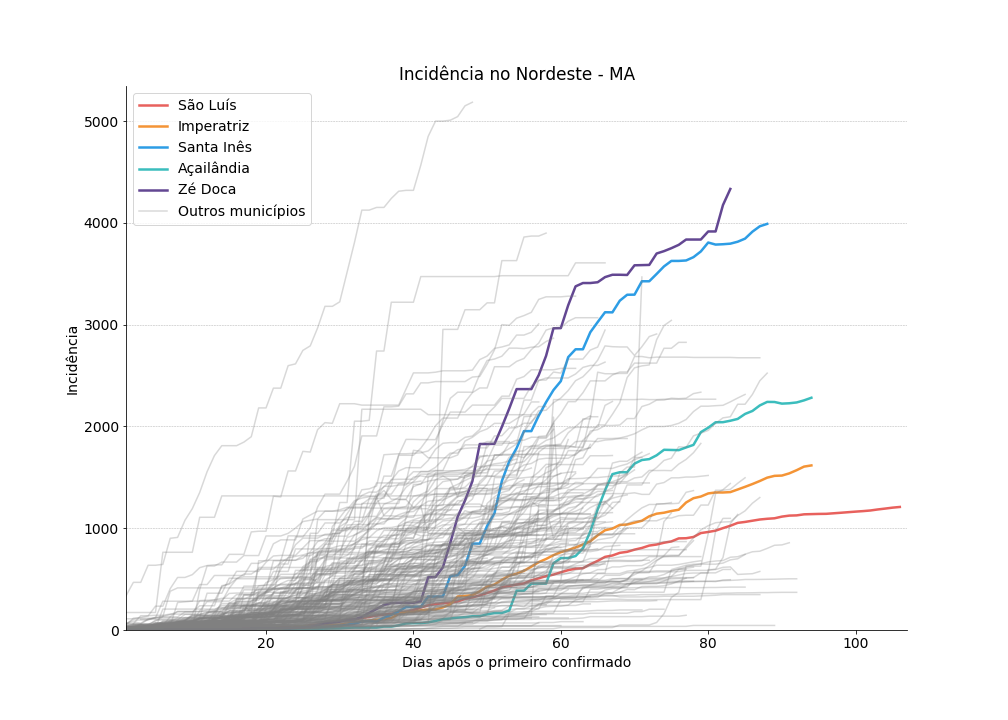 Incidência no Nordeste - MA
São Luís
Imperatriz
Santa Inês
Açailândia
Zé Doca
Outros municípios
5000
4000
3000
2000
1000
0
Incidência
20
40
60
80
100
Dias após o primeiro confirmado